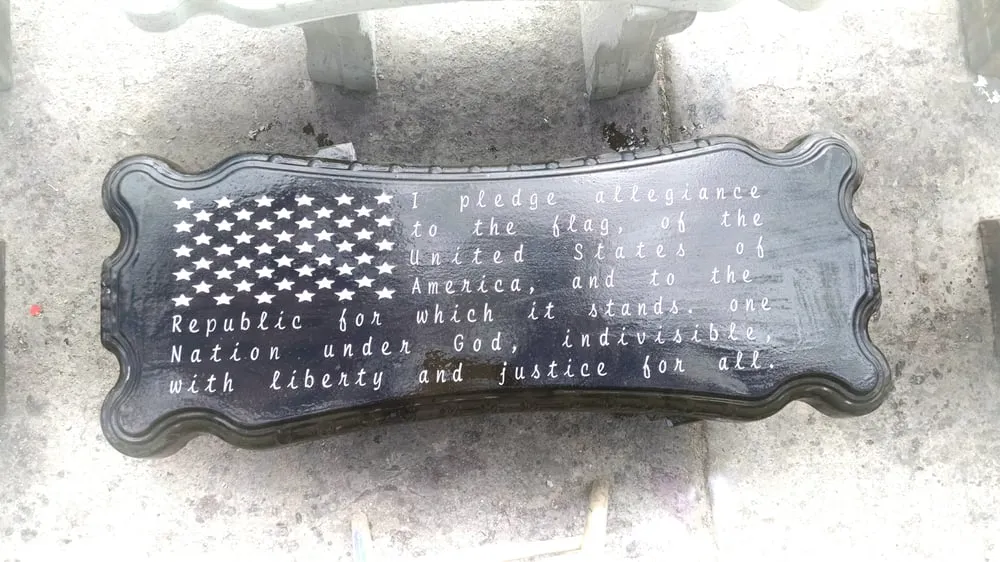 I pledge allegiance
to the flag, of the
United States of
America, and to the
Republic for which it stands. one
Nation under God, indivisible,
with liberty and justice for all.